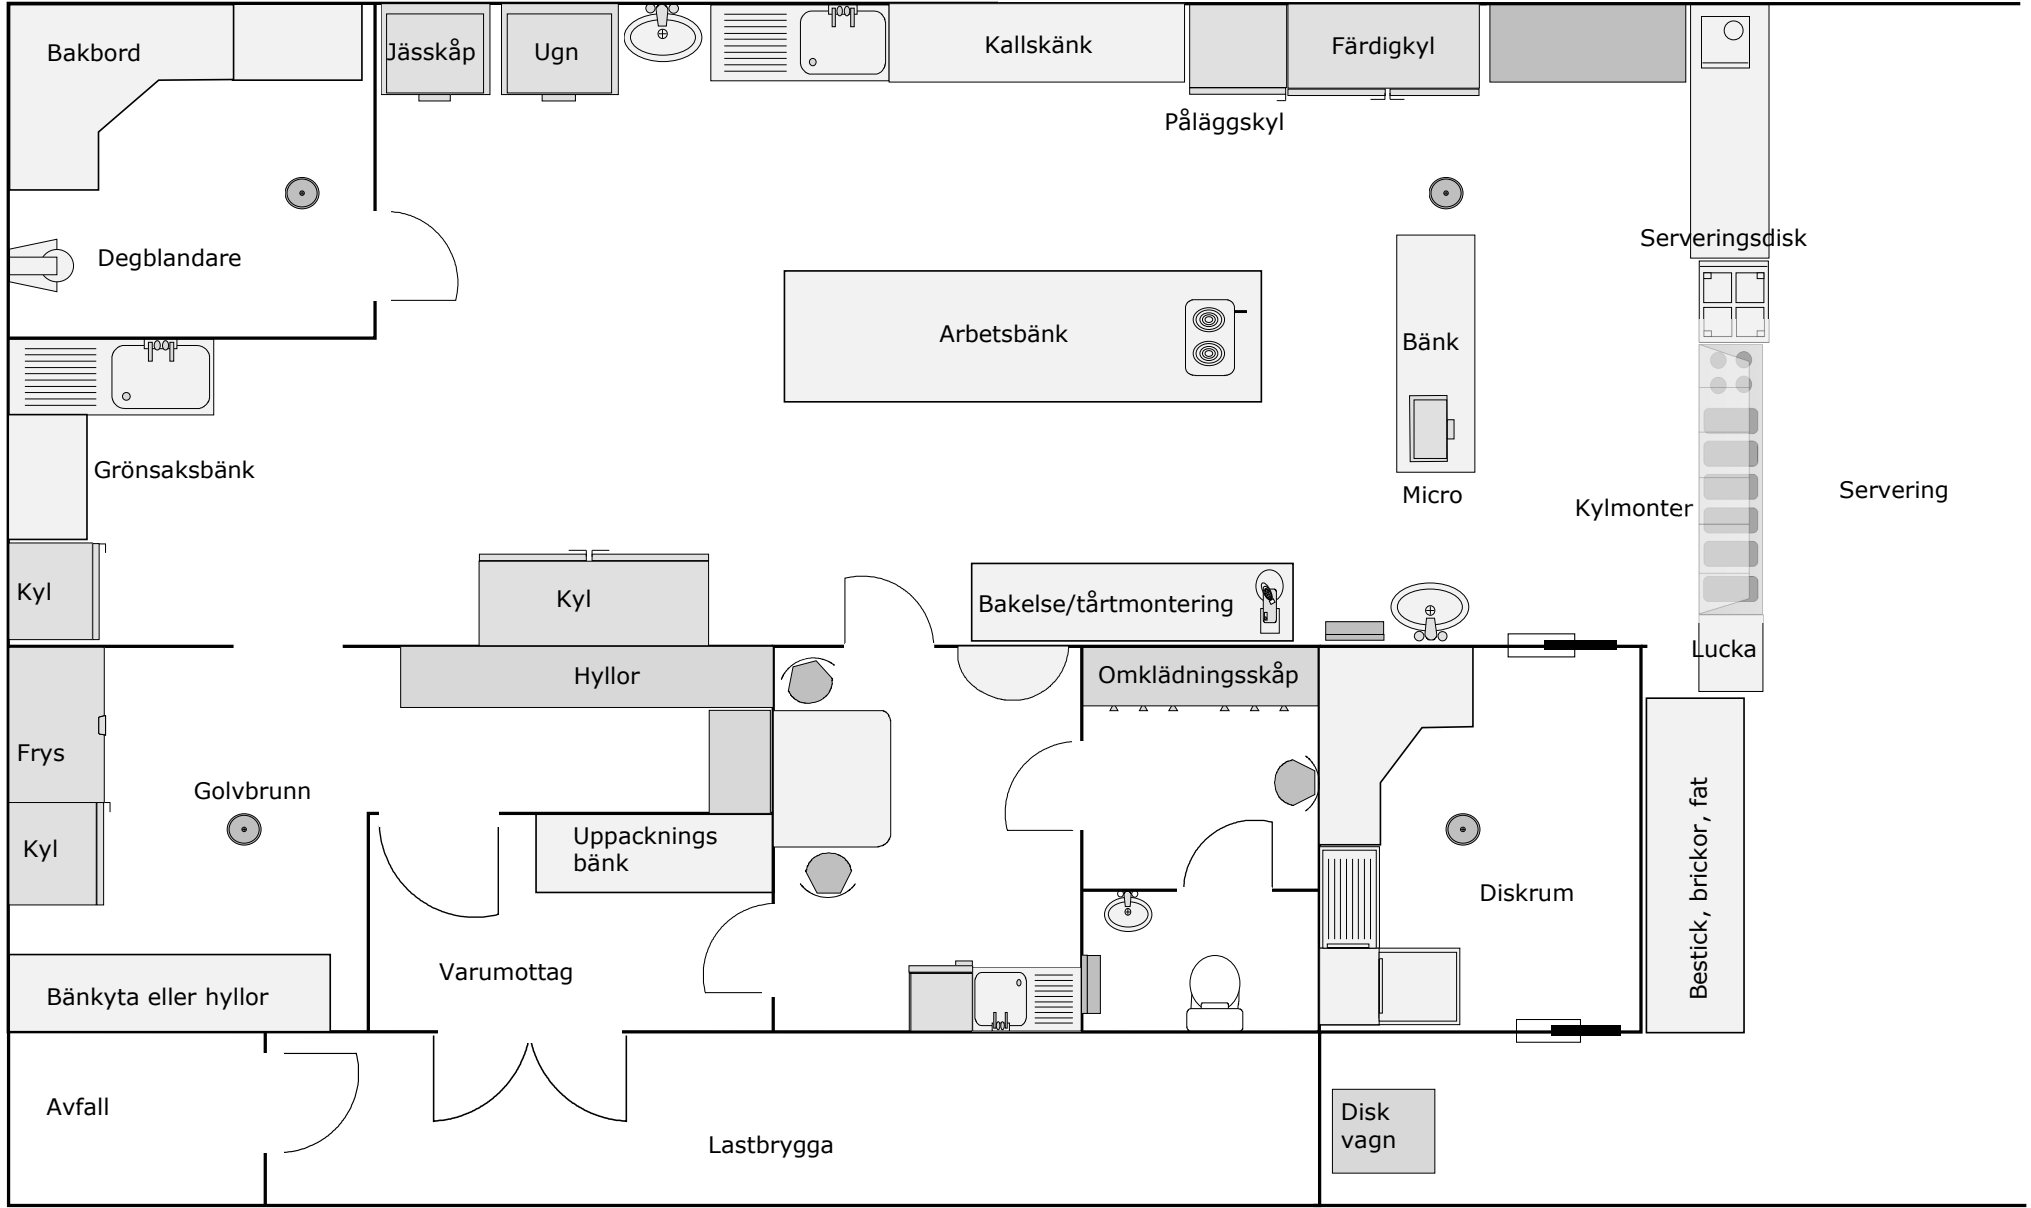 Bakbord
Jässkåp
Ugn
Kallskänk
Färdigkyl
Påläggskyl
Degblandare
Serveringsdisk
Arbetsbänk
Bänk
Grönsaksbänk
Micro
Kylmonter
Servering
Kyl
Kyl
Bakelse/tårtmontering
Lucka
Hyllor
Omklädningsskåp
Frys
Golvbrunn
Kyl
Uppacknings
bänk
Diskrum
Bestick, brickor, fat
Varumottag
Bänkyta eller hyllor
Avfall
Lastbrygga
Disk
vagn